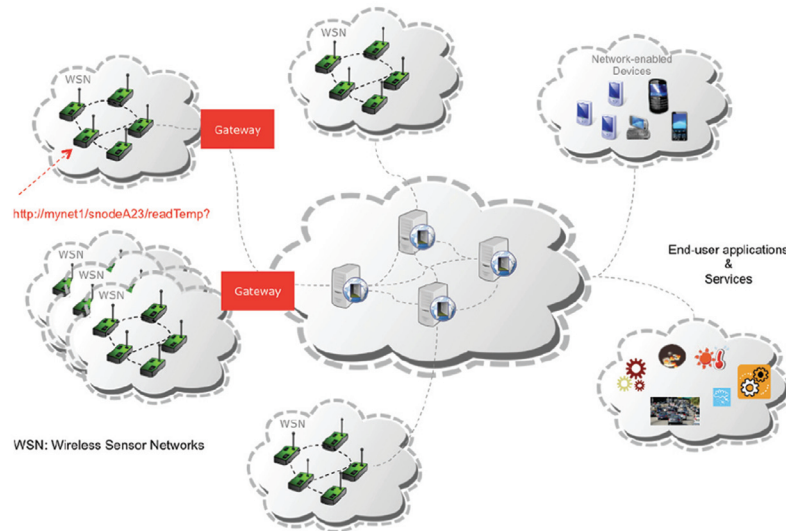 WSN
WSN
Network-enabled
Devices
Gateway
http://mynet1/snodeA23/readTemp?
End-user applications
&
Services
WSN
WSN
WSN
Gateway
WSN
WSN: Wireless Sensor Networks